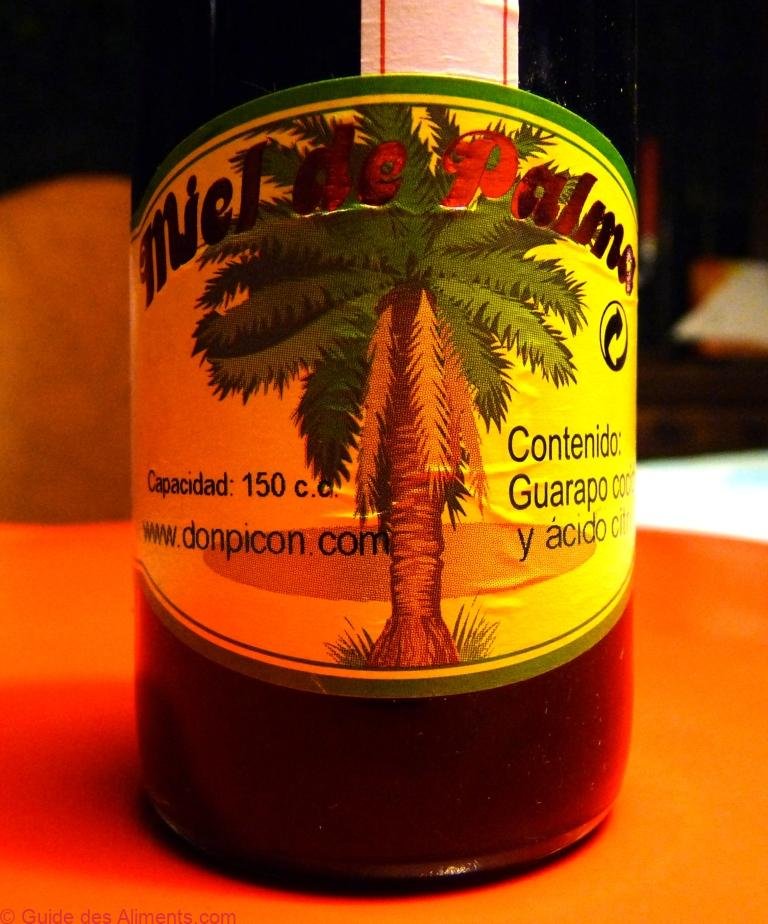 Miel de Palma
Capacidad: 150 c.c.
www.donpicon.com
Contenido:
Guarapo
y ácido
© Guide des Aliments.com